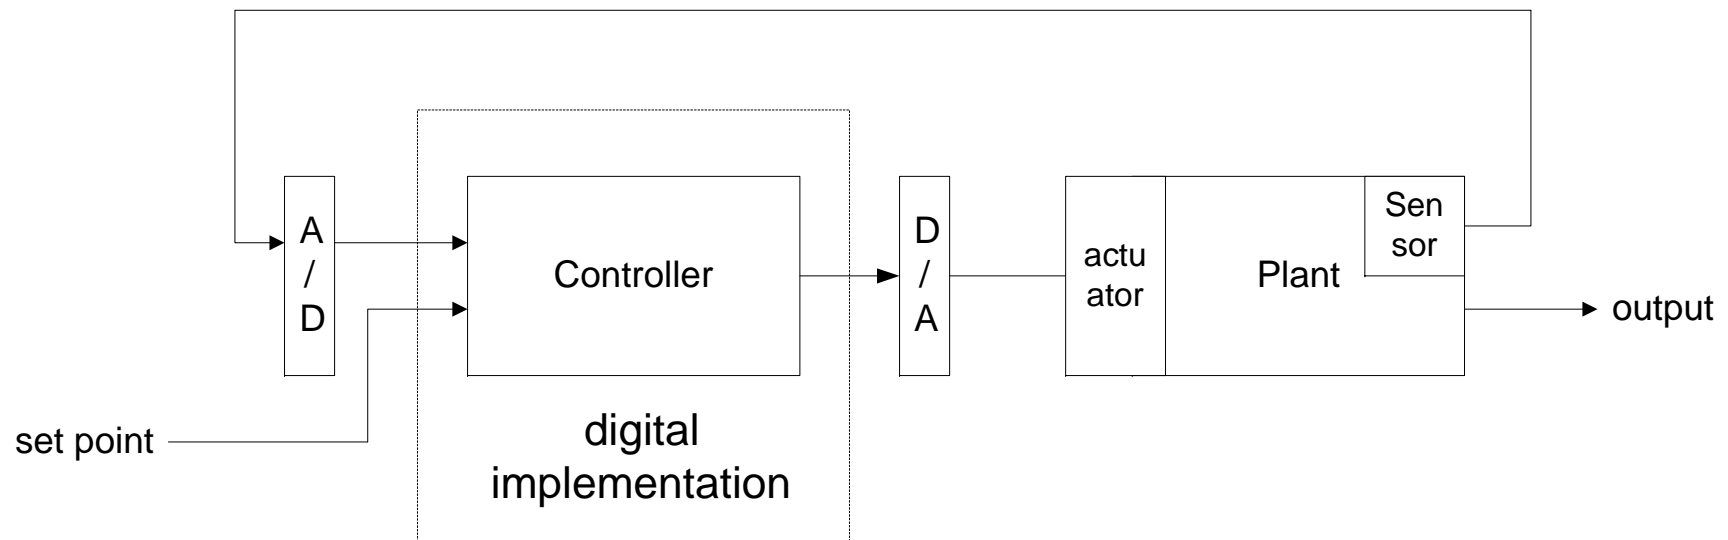 A
/
D
Controller
D
/
A
actu
ator
Plant
Sen
sor
output
set point
digital
implementation